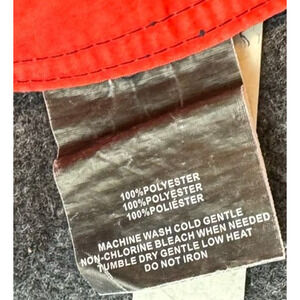 100%POLYESTER
100%POLYESTER
100%POLIÉSTER
MACHINE WASH COLD GENTLE
NON-CHLORINE BLEACH WHEN NEEDED
TUMBLE DRY GENTLE LOW HEAT
DO NOT IRON